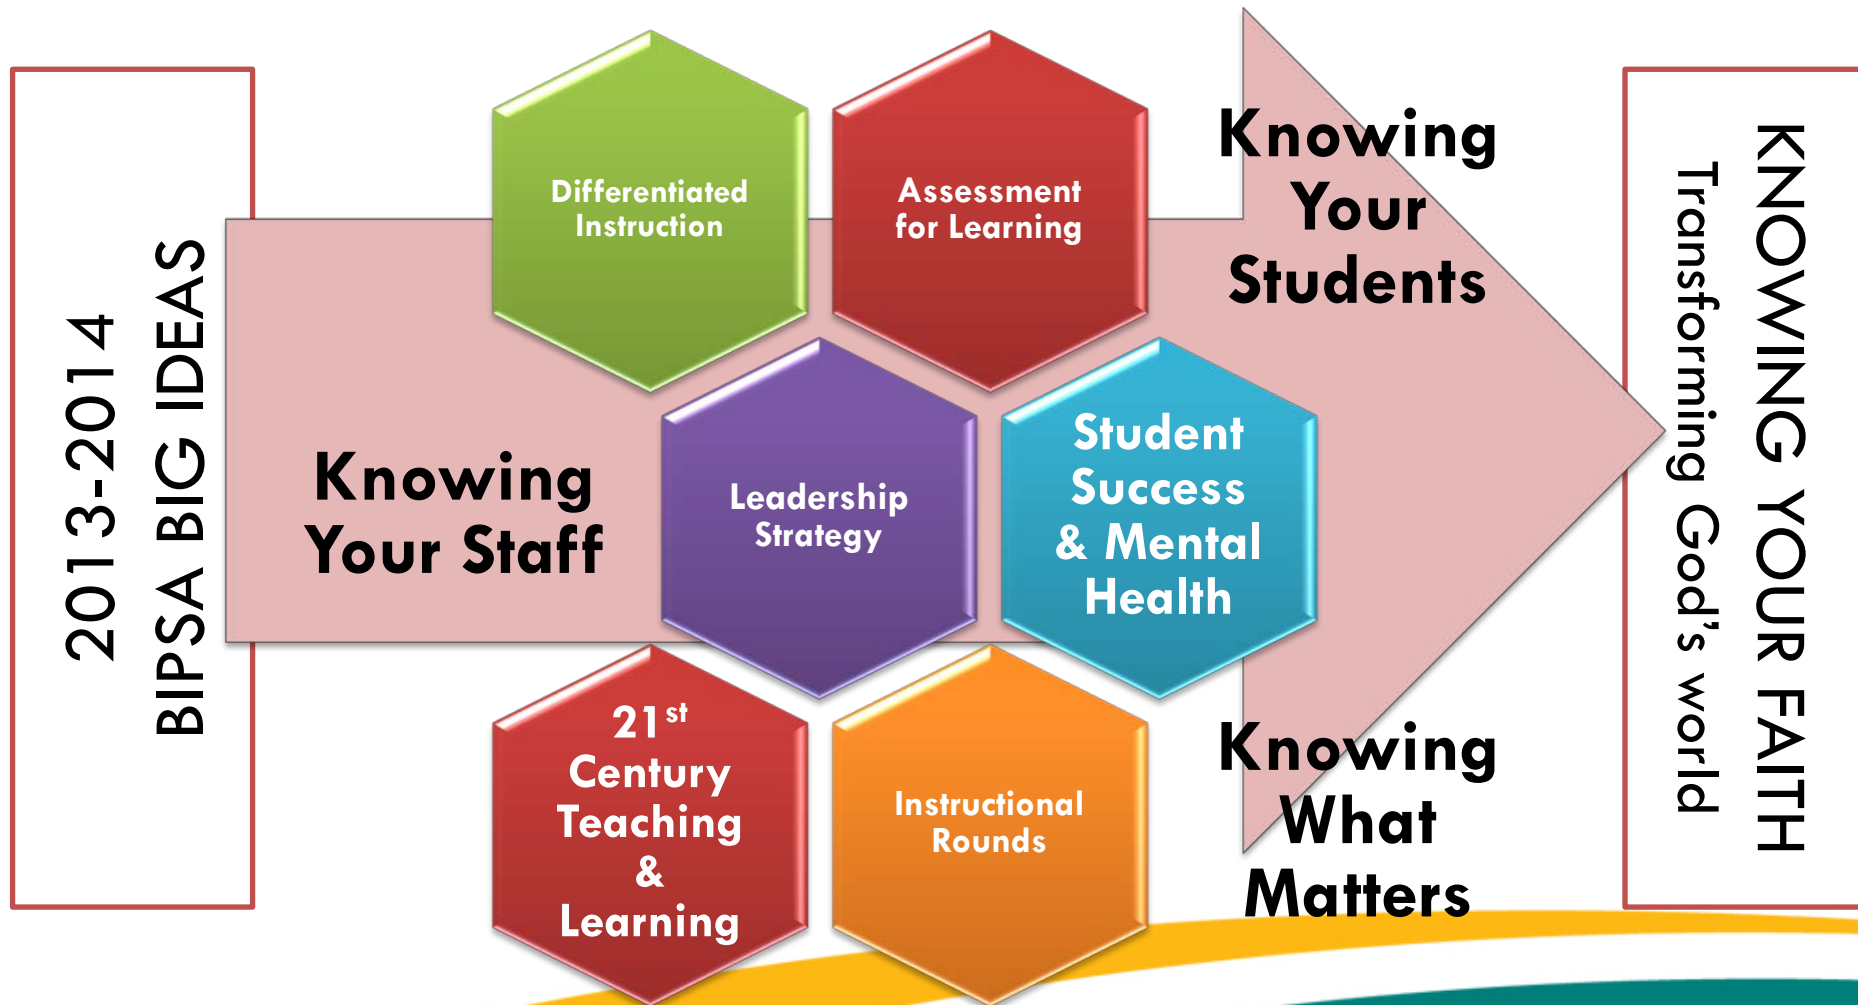 2013-2014
BIPSA BIG IDEAS
Differentiated
Instruction
Assessment
for Learning
Knowing
Your
Students
Knowing
Your Staff
Leadership
Strategy
Student
Success
& Mental
Health
21st
Century
Teaching
&
Learning
Instructional
Rounds
Knowing
What
Matters
KNOWING YOUR FAITH
Transforming God’s world